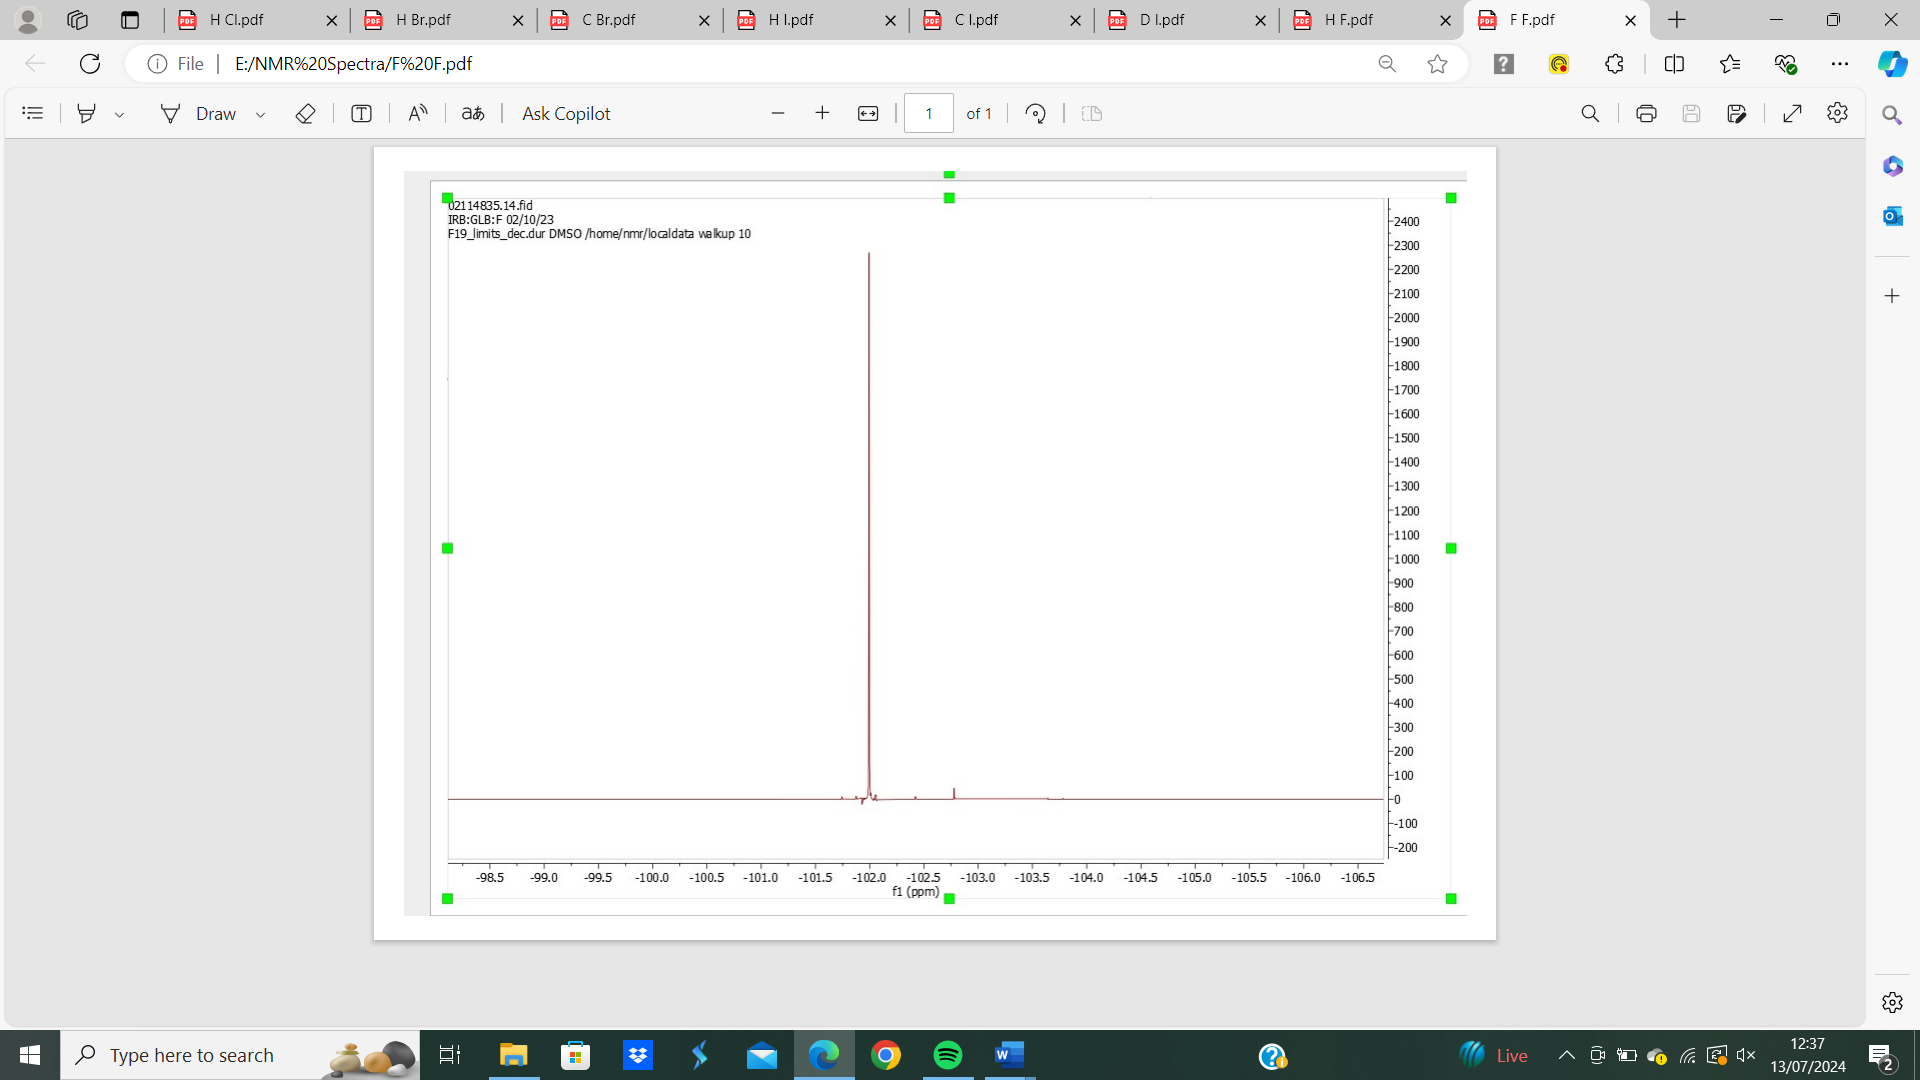 H Cl.pdf
H Br.pdf
C Br.pdf
H I.pdf
C I.pdf
D I.pdf
H F.pdf
F F.pdf
File
E:/NMR%20Spectra/F%20F.pdf
Draw
Ask Copilot
1
of 1
02114835.14.fid
IRB:GLB:F 02/10/23
F19_limits_dec.dur DMSO /home/nmr/localdata walkup 10
2400
2300
2200
2100
2000
1900
1800
1700
1600
1500
1400
1300
1200
1100
1000
900
800
700
600
500
400
300
200
100
0
-100
-200
-98.5 -99.0 -99.5 -100.0 -100.5 -101.0 -101.5 -102.0 -102.5 -103.0 -103.5 -104.0 -104.5 -105.0 -105.5 -106.0 -106.5
f1 (ppm)
Type here to search
Live
12:37
13/07/2024
2